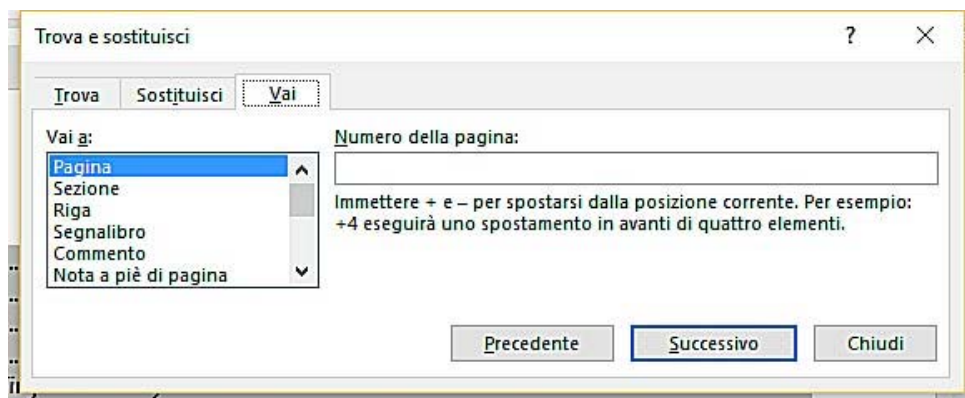 Trova e sostituisci ?
Trova Sostituisci Vai
Vai a:
Pagina
Sezione
Riga
Segnalibro
Commento
Nota a piè di pagina
Numero della pagina:
Immettere + e – per spostarsi dalla posizione corrente. Per esempio:
+4 eseguirà uno spostamento in avanti di quattro elementi.
Precedente Successivo Chiudi